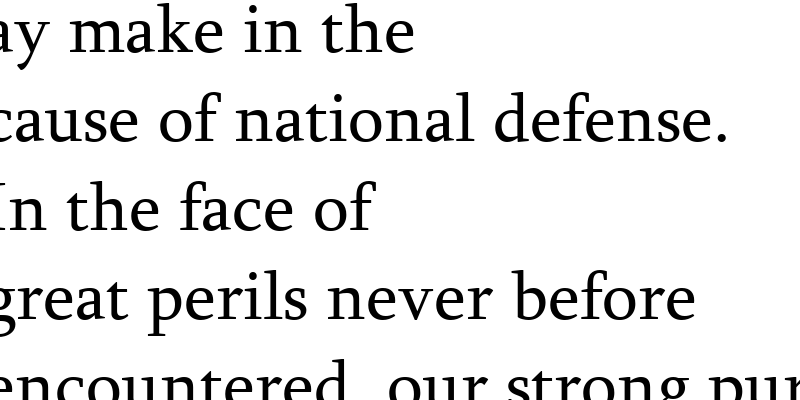 ay make in the
cause of national defense.
In the face of
great perils never before
encountered, our strong pur